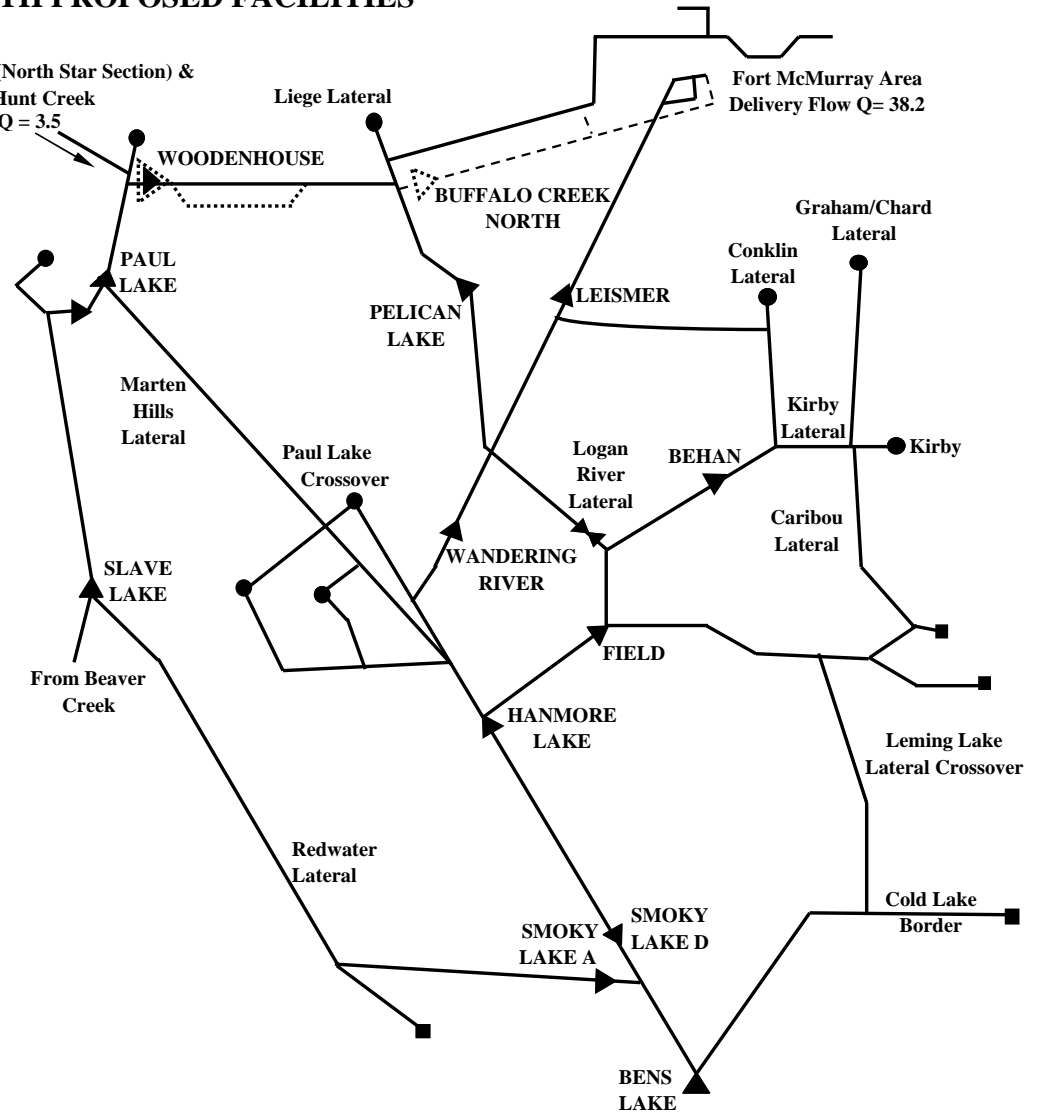 PROPOSED FACILITIES
(North Star Section) &
Hunt Creek
Q = 3.5
Liege Lateral
Fort McMurray Area
Delivery Flow Q= 38.2
WOODENHOUSE
BUFFALO CREEK
NORTH
Graham/Chard
Lateral
Conklin
Lateral
PAUL
LAKE
PELICAN
LAKE
LEISMER
Marten
Hills
Lateral
Kirby
Lateral
Kirby
Paul Lake
Crossover
Logan
River
Lateral
BEHAN
Caribou
Lateral
WANDERING
RIVER
SLAVE
LAKE
FIELD
From Beaver
Creek
HANMORE
LAKE
Leming Lake
Lateral Crossover
Redwater
Lateral
Cold Lake
Border
SMOKY
LAKE D
SMOKY
LAKE A
BENS
LAKE